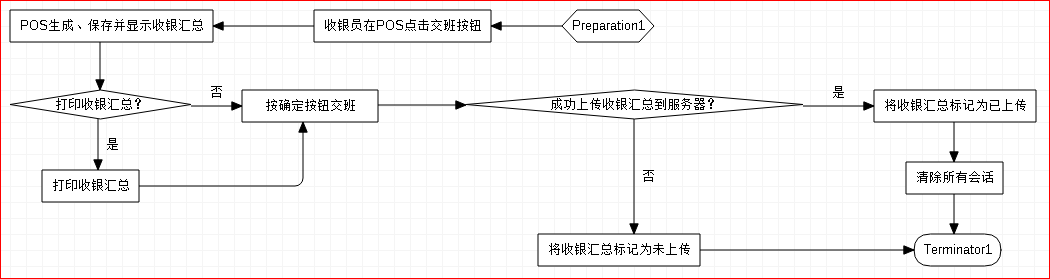 POS生成、保存并显示收银汇总
收银员在POS点击交班按钮
Preparation1
打印收银汇总？
否
按确定按钮交班
成功上传收银汇总到服务器？
是
将收银汇总标记为已上传
是
打印收银汇总
否
清除所有会话
将收银汇总标记为未上传
Terminator1